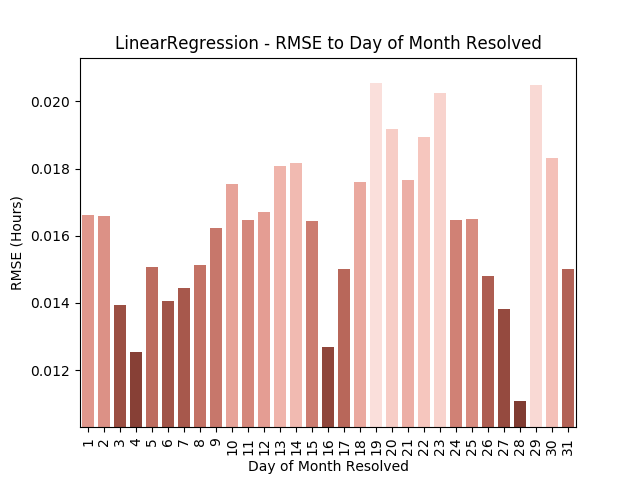 LinearRegression - RMSE to Day of Month Resolved
0.020
0.018
0.016
0.014
0.012
RMSE (Hours)
1 2 3 4 5 6 7 8 9 10 11 12 13 14 15 16 17 18 19 20 21 22 23 24 25 26 27 28 29 30 31
Day of Month Resolved